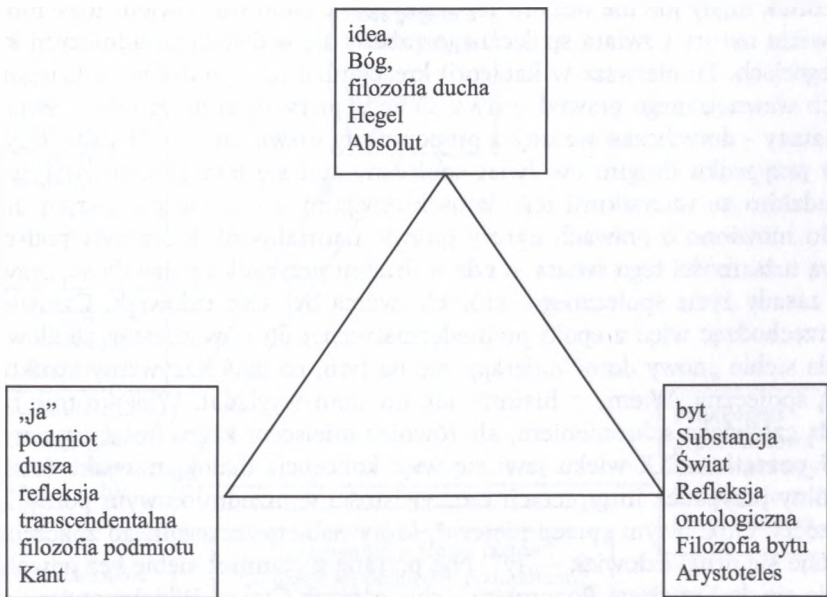 idea,
Bóg,
filozofia ducha
Hegel
Absolut
„ja”
podmiot
dusza
refleksja
transcendentalna
filozofia podmiotu
Kant
byt
Substancja
Świat
Refleksja
ontologiczna
Filozofia bytu
Arystoteles